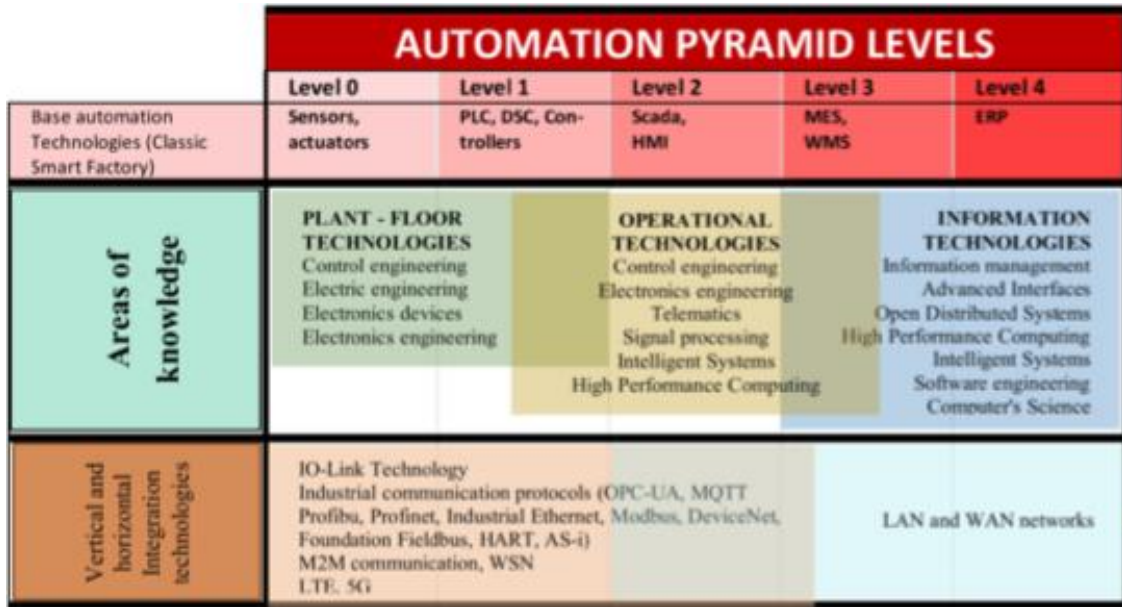 AUTOMATION PYRAMID LEVELS
Level 0
Level 1
Level 2
Level 3
Level 4
Base automation
Technologies (Classic
Smart Factory)
Sensors,
actuators
PLC, DSC, Con-
trollers
Scada,
HMI
MES,
WMS
ERP
Areas of
knowledge
PLANT - FLOOR
TECHNOLOGIES
Control engineering
Electric engineering
Electronics devices
Electronics engineering
OPERATIONAL
TECHNOLOGIES
Control engineering
Electronics engineering
Telematics
Signal processing
Intelligent Systems
High Performance Computing
INFORMATION
TECHNOLOGIES
Information management
Advanced Interfaces
Open Distributed Systems
High Performance Computing
Intelligent Systems
Software engineering
Computer's Science
Vertical and
horizontal
Integration
technologies
IO-Link Technology
Industrial communication protocols (OPC-UA, MQTT
Profibu, Profinet, Industrial Ethernet, Modbus, DeviceNet,
Foundation Fieldbus, HART, AS-i)
M2M communication, WSN
LTE, 5G
LAN and WAN networks